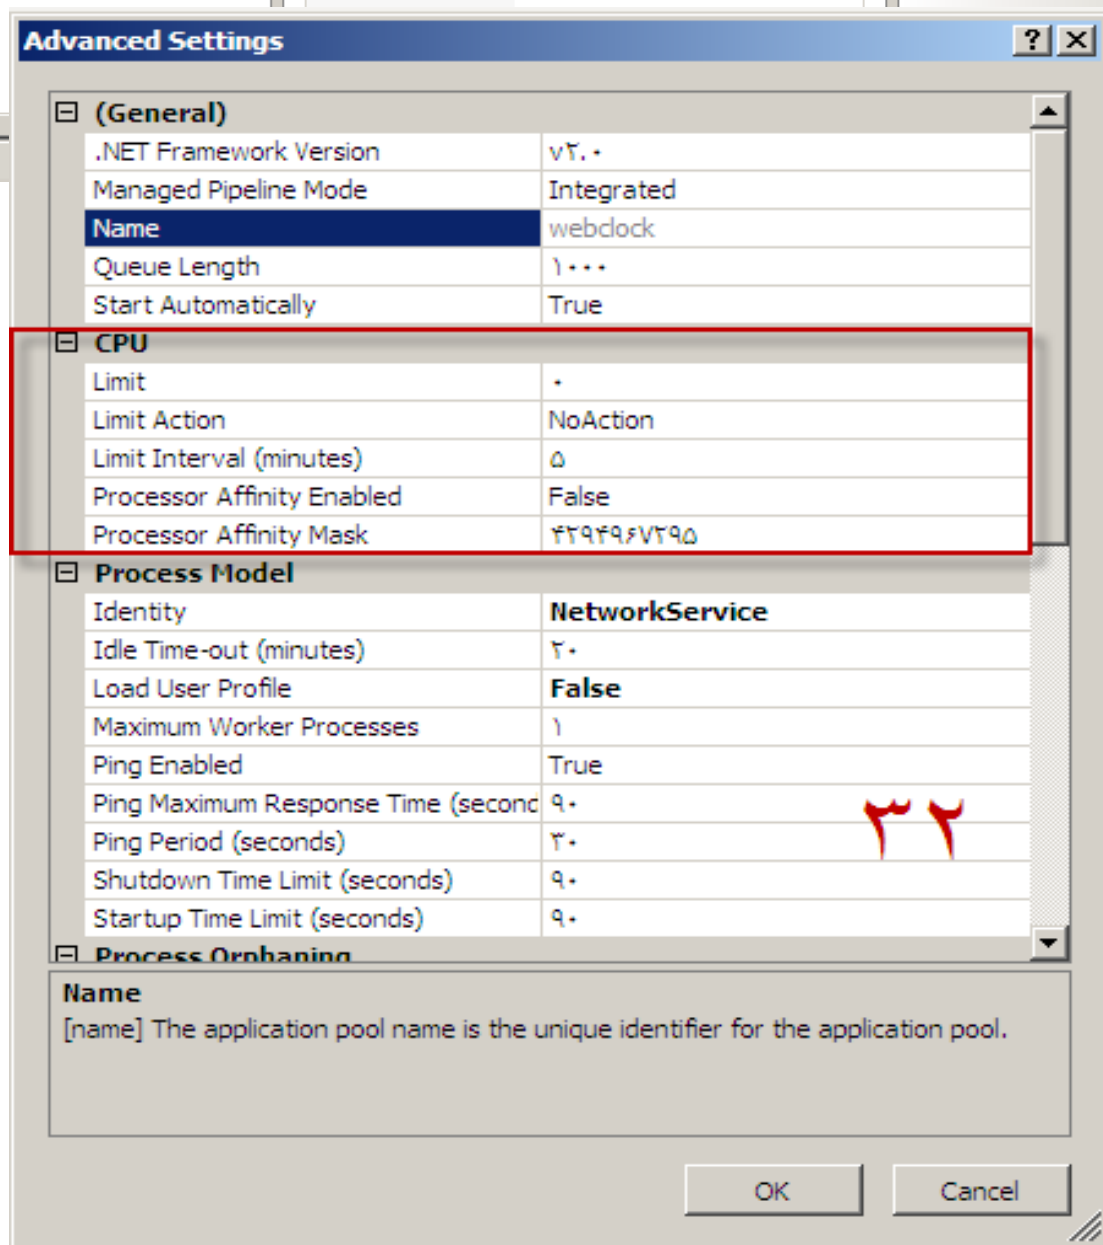 Advanced Settings
(General)
.NET Framework Version v۲.۰
Managed Pipeline Mode Integrated
Name webclock
Queue Length ۱۰۰۰
Start Automatically True
CPU
Limit ۰
Limit Action NoAction
Limit Interval (minutes) ۵
Processor Affinity Enabled False
Processor Affinity Mask ۴۲۹۴۹۶۷۲۹۵
Process Model
Identity NetworkService
Idle Time-out (minutes) ۲۰
Load User Profile False
Maximum Worker Processes ۱
Ping Enabled True
Ping Maximum Response Time (second ۹۰
Ping Period (seconds) ۳۰
Shutdown Time Limit (seconds) ۹۰
Startup Time Limit (seconds) ۹۰
۳۲
Process Orphaning
Name
[name] The application pool name is the unique identifier for the application pool.
OK Cancel